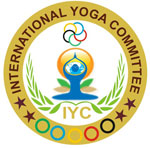 INTERNATIONAL YOGA COMMITTEE
IYC